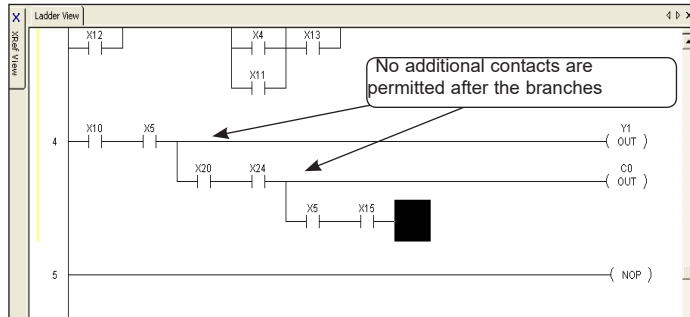 X
XRef View
Ladder View
X12
X4
X13
X11
No additional contacts are
permitted after the branches
4
X10
X5
Y1
OUT
X20
X24
C0
OUT
X5
X15
5
NOP